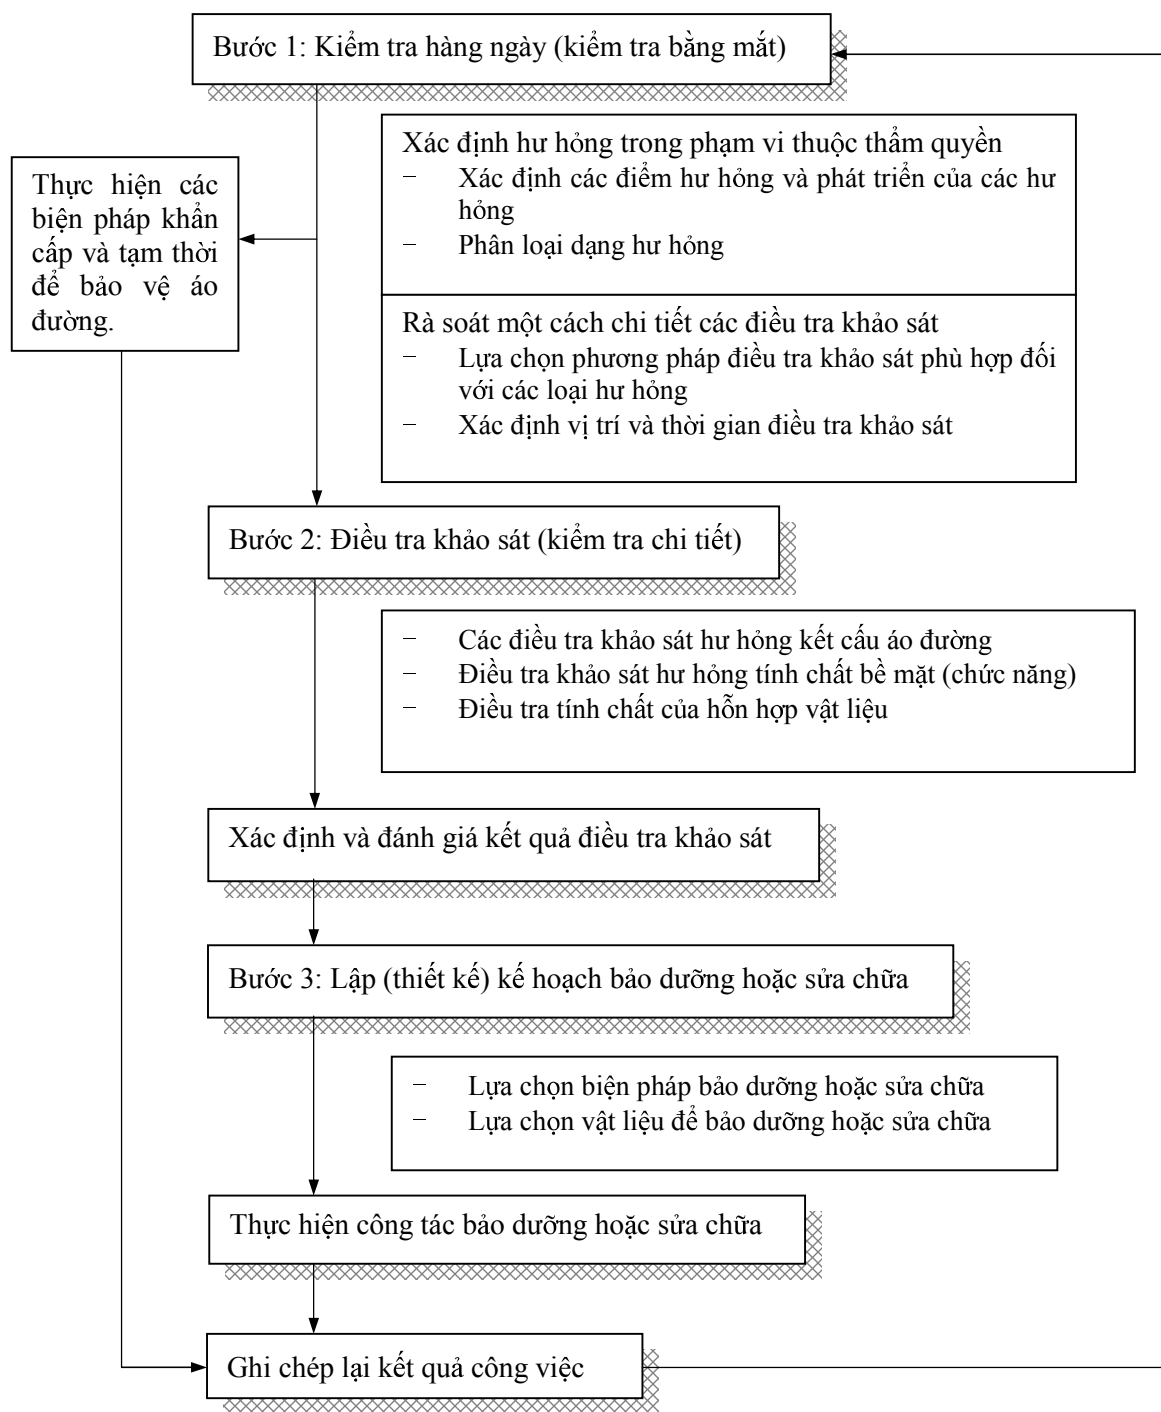 Bước 1: Kiểm tra hàng ngày (kiểm tra bằng mắt)
Xác định hư hỏng trong phạm vi thuộc thẩm quyền
− Xác định các điểm hư hỏng và phát triển của các hư
hỏng
− Phân loại dạng hư hỏng
Thực hiện các
biện pháp khẩn
cấp và tạm thời
để bảo vệ áo
đường.
Rà soát một cách chi tiết các điều tra khảo sát
− Lựa chọn phương pháp điều tra khảo sát phù hợp đối
với các loại hư hỏng
− Xác định vị trí và thời gian điều tra khảo sát
Bước 2: Điều tra khảo sát (kiểm tra chi tiết)
− Các điều tra khảo sát hư hỏng kết cấu áo đường
− Điều tra khảo sát hư hỏng tính chất bề mặt (chức năng)
− Điều tra tính chất của hỗn hợp vật liệu
Xác định và đánh giá kết quả điều tra khảo sát
Bước 3: Lập (thiết kế) kế hoạch bảo dưỡng hoặc sửa chữa
− Lựa chọn biện pháp bảo dưỡng hoặc sửa chữa
− Lựa chọn vật liệu để bảo dưỡng hoặc sửa chữa
Thực hiện công tác bảo dưỡng hoặc sửa chữa
Ghi chép lại kết quả công việc